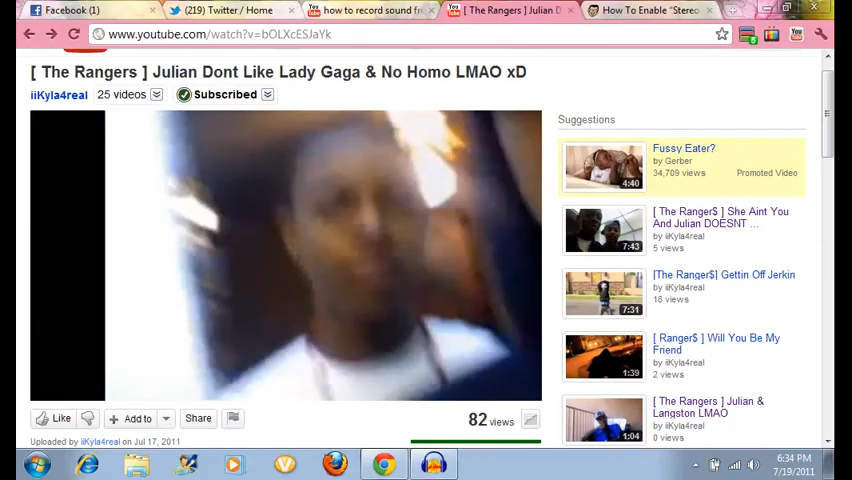 Facebook (1)
(219) Twitter / Home
how to record sound fr
[ The Rangers ] Julian D
How To Enable "Stereo
www.youtube.com/watch?v=bOLXcESJaYk
[ The Rangers ] Julian Dont Like Lady Gaga & No Homo LMAO xD
iiKyla4real 25 videos Subscribed
Suggestions
Fussy Eater?
by Gerber
34,709 views Promoted Video
4:40
[ The Ranger$ ] She Aint You
And Julian DOESNT ...
by iiKyla4real
5 views
7:43
[The Ranger$] Gettin Off Jerkin
by iiKyla4real
18 views
7:31
[ Ranger$ ] Will You Be My
Friend
by iiKyla4real
2 views
1:39
[ The Rangers ] Julian &
Langston LMAO
by iiKyla4real
0 views
1:04
Like Add to Share 82 views
Uploaded by iiKyla4real on Jul 17, 2011
6:34 PM
7/19/2011